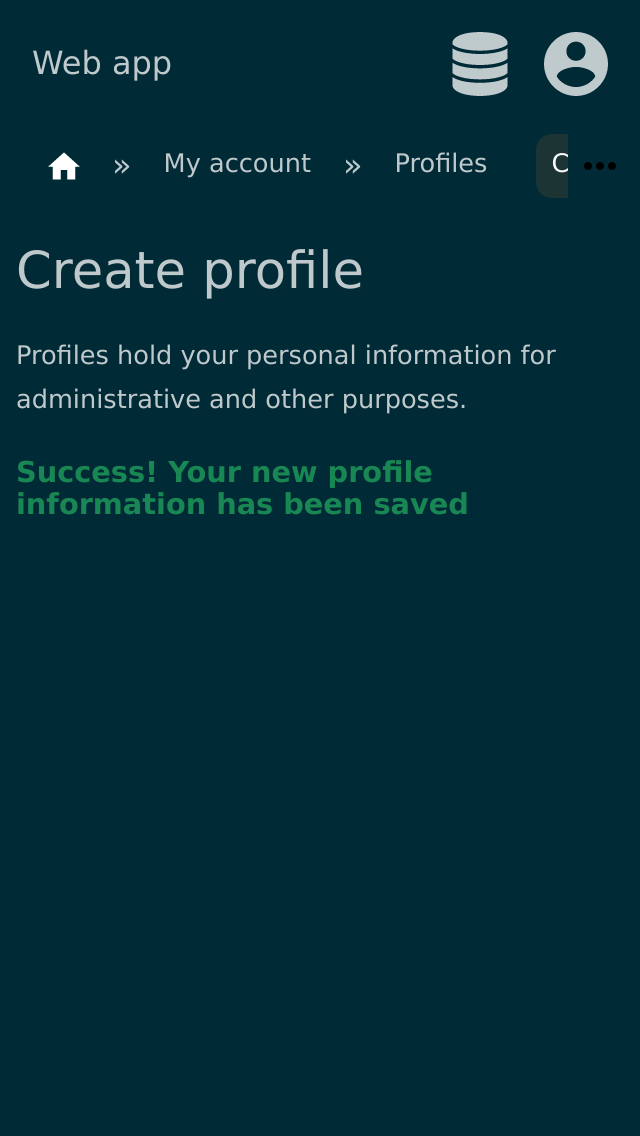 Web app
» My account » Profiles C
Create profile
Profiles hold your personal information for
administrative and other purposes.
Success! Your new profile
information has been saved